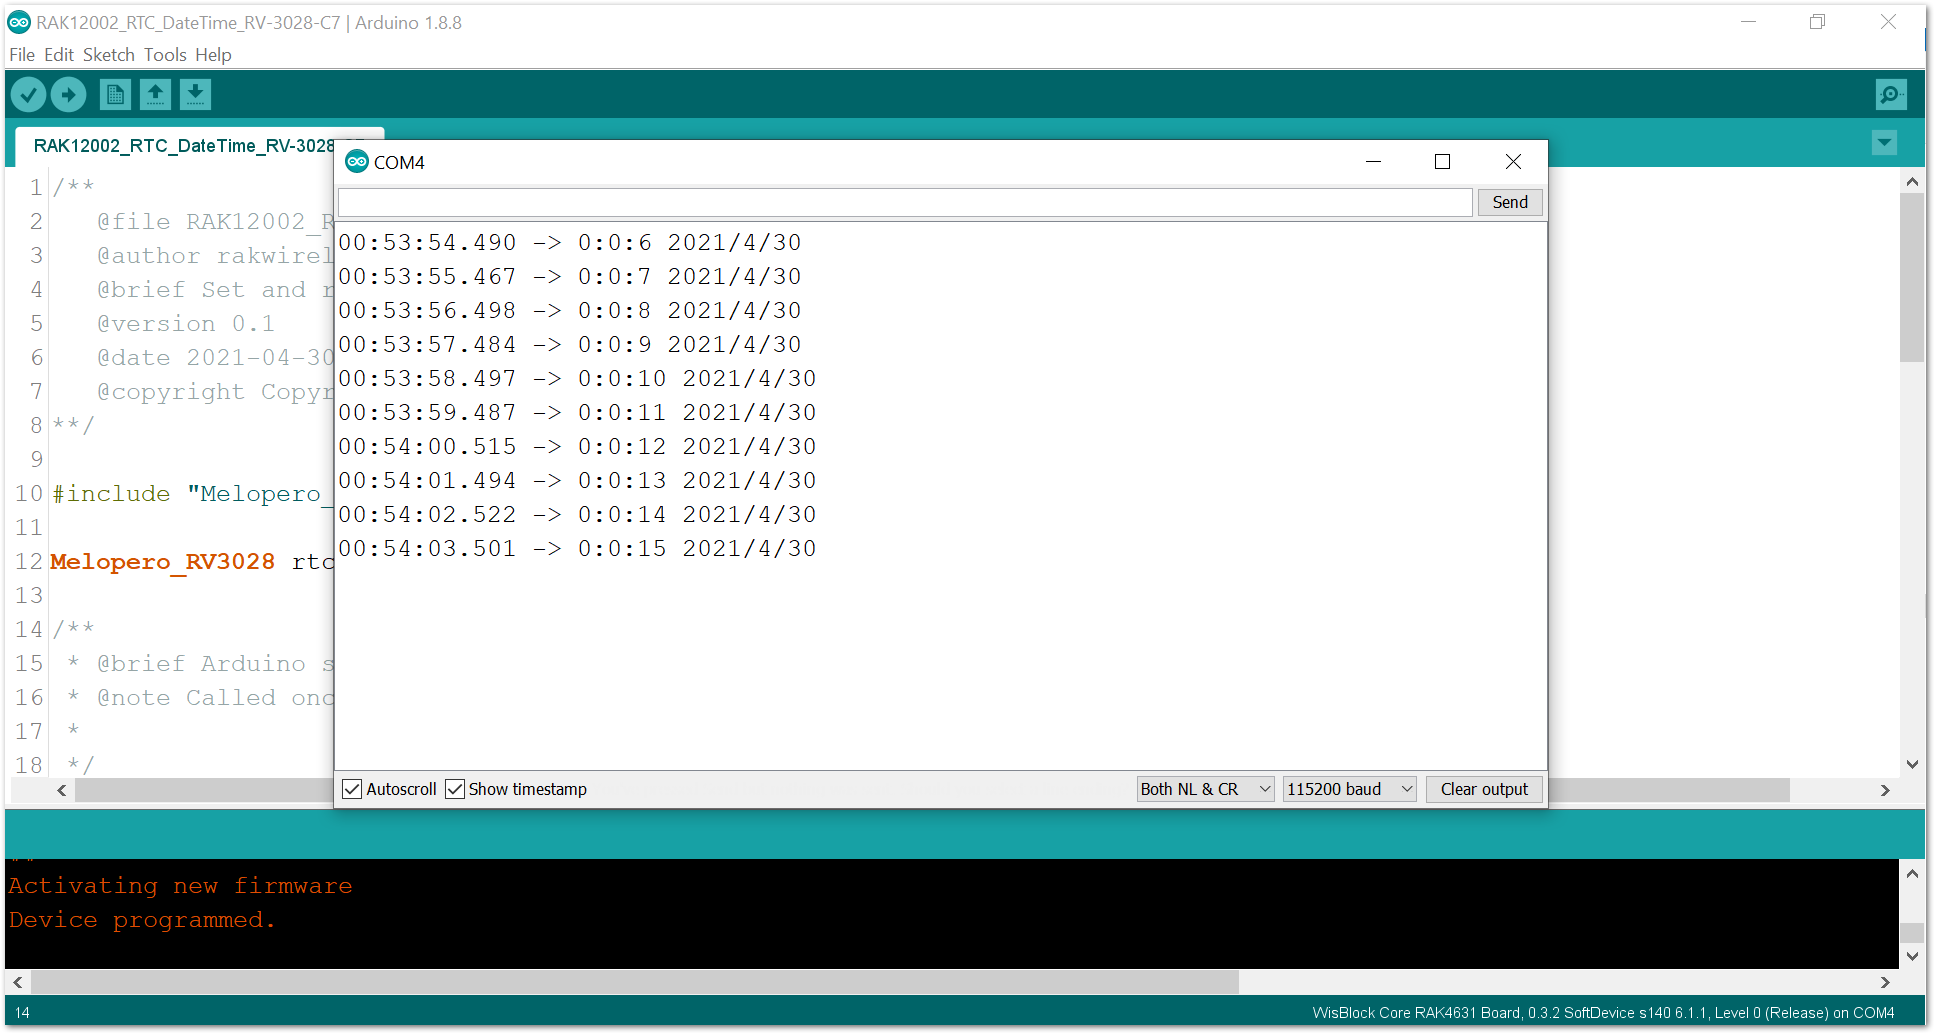 RAK12002_RTC_DateTime_RV-3028-C7 | Arduino 1.8.8
File Edit Sketch Tools Help
RAK12002_RTC_DateTime_RV-3028
1 /**
2 @file RAK12002_R
3 @author rakwirel
4 @brief Set and r
5 @version 0.1
6 @date 2021-04-30
7 @copyright Copyr
8 **/
9
10 #include "Melopero_
11
12 Melopero_RV3028 rtc
13
14 /**
15 * @brief Arduino s
16 * @note Called onc
17 *
18 */
COM4
Send
00:53:54.490 -> 0:0:6 2021/4/30
00:53:55.467 -> 0:0:7 2021/4/30
00:53:56.498 -> 0:0:8 2021/4/30
00:53:57.484 -> 0:0:9 2021/4/30
00:53:58.497 -> 0:0:10 2021/4/30
00:53:59.487 -> 0:0:11 2021/4/30
00:54:00.515 -> 0:0:12 2021/4/30
00:54:01.494 -> 0:0:13 2021/4/30
00:54:02.522 -> 0:0:14 2021/4/30
00:54:03.501 -> 0:0:15 2021/4/30
Autoscroll Show timestamp Both NL & CR 115200 baud Clear output
Activating new firmware
Device programmed.
14 WisBlock Core RAK4631 Board, 0.3.2 SoftDevice s140 6.1.1, Level 0 (Release) on COM4